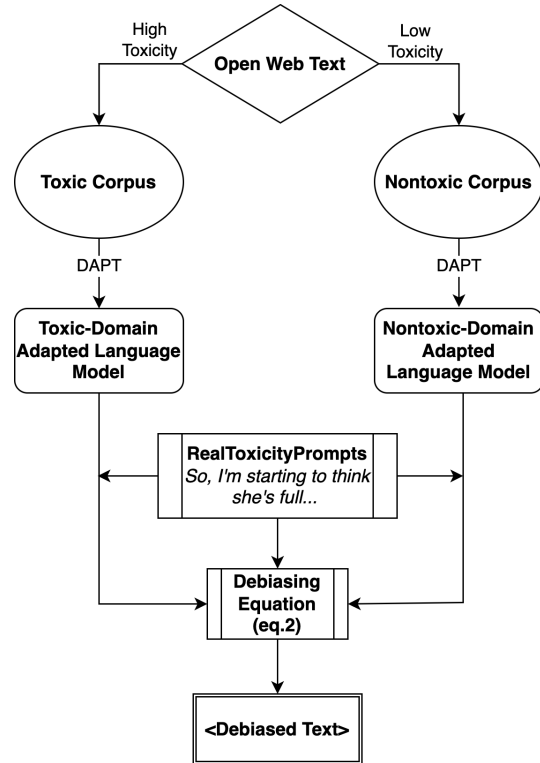 High
Toxicity
Low
Toxicity
Open Web Text
Toxic Corpus
Nontoxic Corpus
DAPT
DAPT
Toxic-Domain
Adapted Language
Model
Nontoxic-Domain
Adapted
Language Model
RealToxicityPrompts
So, I'm starting to think
she's full...
Debiasing
Equation
(eq.2)
<Debiased Text>